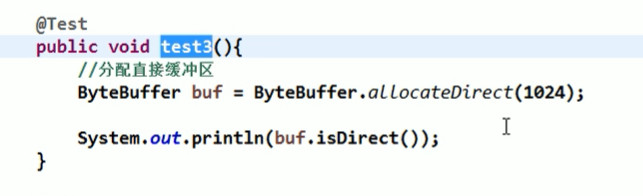 @Test
public void test3(){
//分配直接缓冲区
ByteBuffer buf = ByteBuffer.allocateDirect(1024);
System.out.println(buf.isDirect());
}